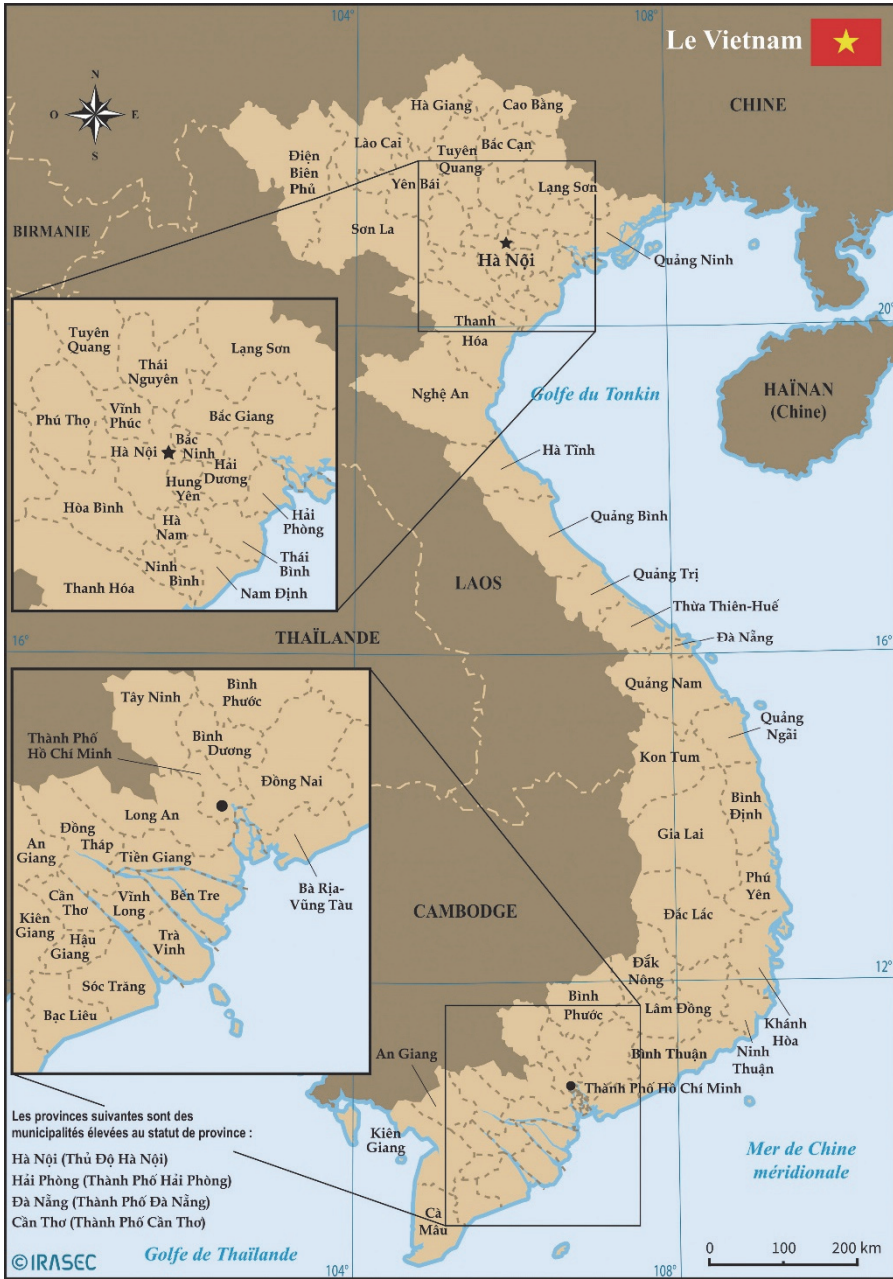 104°
108°
Le Vietnam
N
O
E
S
CHINE
BIRMANIE
Hà Giang
Cao Bằng
Lào Cai
Tuyên
Quang
Bắc Cạn
Điện
Biên
Phủ
Yên Bái
Lạng Sơn
Sơn La
Hà Nội
Quảng Ninh
20°
Thanh
Hóa
Nghệ An
Golfe du Tonkin
HAÏNAN
(Chine)
Hà Tĩnh
Quảng Bình
LAOS
Quảng Trị
Thừa Thiên-Huế
Đà Nẵng
THAÏLANDE
16°
16°
Quảng Nam
Quảng
Ngãi
Kon Tum
Bình
Định
Gia Lai
Phú
Yên
CAMBODGE
Đắc Lắc
Đắk
Nông
12°
Bình
Phước
Lâm Đồng
Khánh
Hòa
Ninh
Thuận
Bình Thuận
An Giang
Thành Phố Hồ Chí Minh
Kiên
Giang
Cà
Mâu
Mer de Chine
méridionale
Golfe de Thaïlande
104°
108°
0 100 200 km
Tuyên
Quang
Thái
Nguyên
Lạng Sơn
Phú Thọ
Vĩnh
Phúc
Bắc Giang
Hà Nội
Bắc
Ninh
Hải
Dương
Hung
Yên
Hòa Bình
Hà
Nam
Hải
Phòng
Thái
Bình
Ninh
Bình
Thanh Hóa
Nam Định
Tây Ninh
Bình
Phước
Thành Phố
Hồ Chí Minh
Bình
Dương
Đồng Nai
Long An
Đồng
Tháp
An
Giang
Tiền Giang
Bà Rịa-
Vũng Tàu
Cần
Thơ
Vĩnh
Long
Bến Tre
Kiên
Giang
Hậu
Giang
Trà
Vinh
Sóc Trăng
Bạc Liêu
Les provinces suivantes sont des
municipalités élevées au statut de province :
Hà Nội (Thủ Độ Hà Nội)
Hải Phòng (Thành Phố Hải Phòng)
Đà Nẵng (Thành Phố Đà Nẵng)
Cần Thơ (Thành Phố Cần Thơ)
© IRASEC